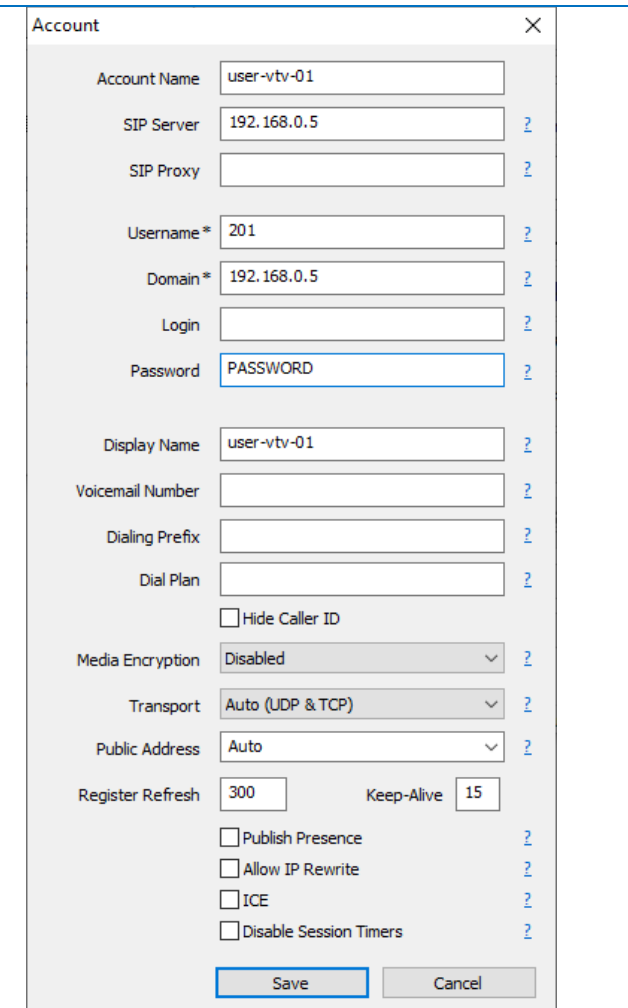 Account
Account Name user-vtv-01
SIP Server 192.168.0.5 ?
SIP Proxy ?
Username* 201 ?
Domain* 192.168.0.5 ?
Login ?
Password PASSWORD ?
Display Name user-vtv-01 ?
Voicemail Number ?
Dialing Prefix ?
Dial Plan ?
Hide Caller ID
Media Encryption Disabled ?
Transport Auto (UDP & TCP) ?
Public Address Auto ?
Register Refresh 300 Keep-Alive 15
Publish Presence ?
Allow IP Rewrite ?
ICE ?
Disable Session Timers ?
Save Cancel